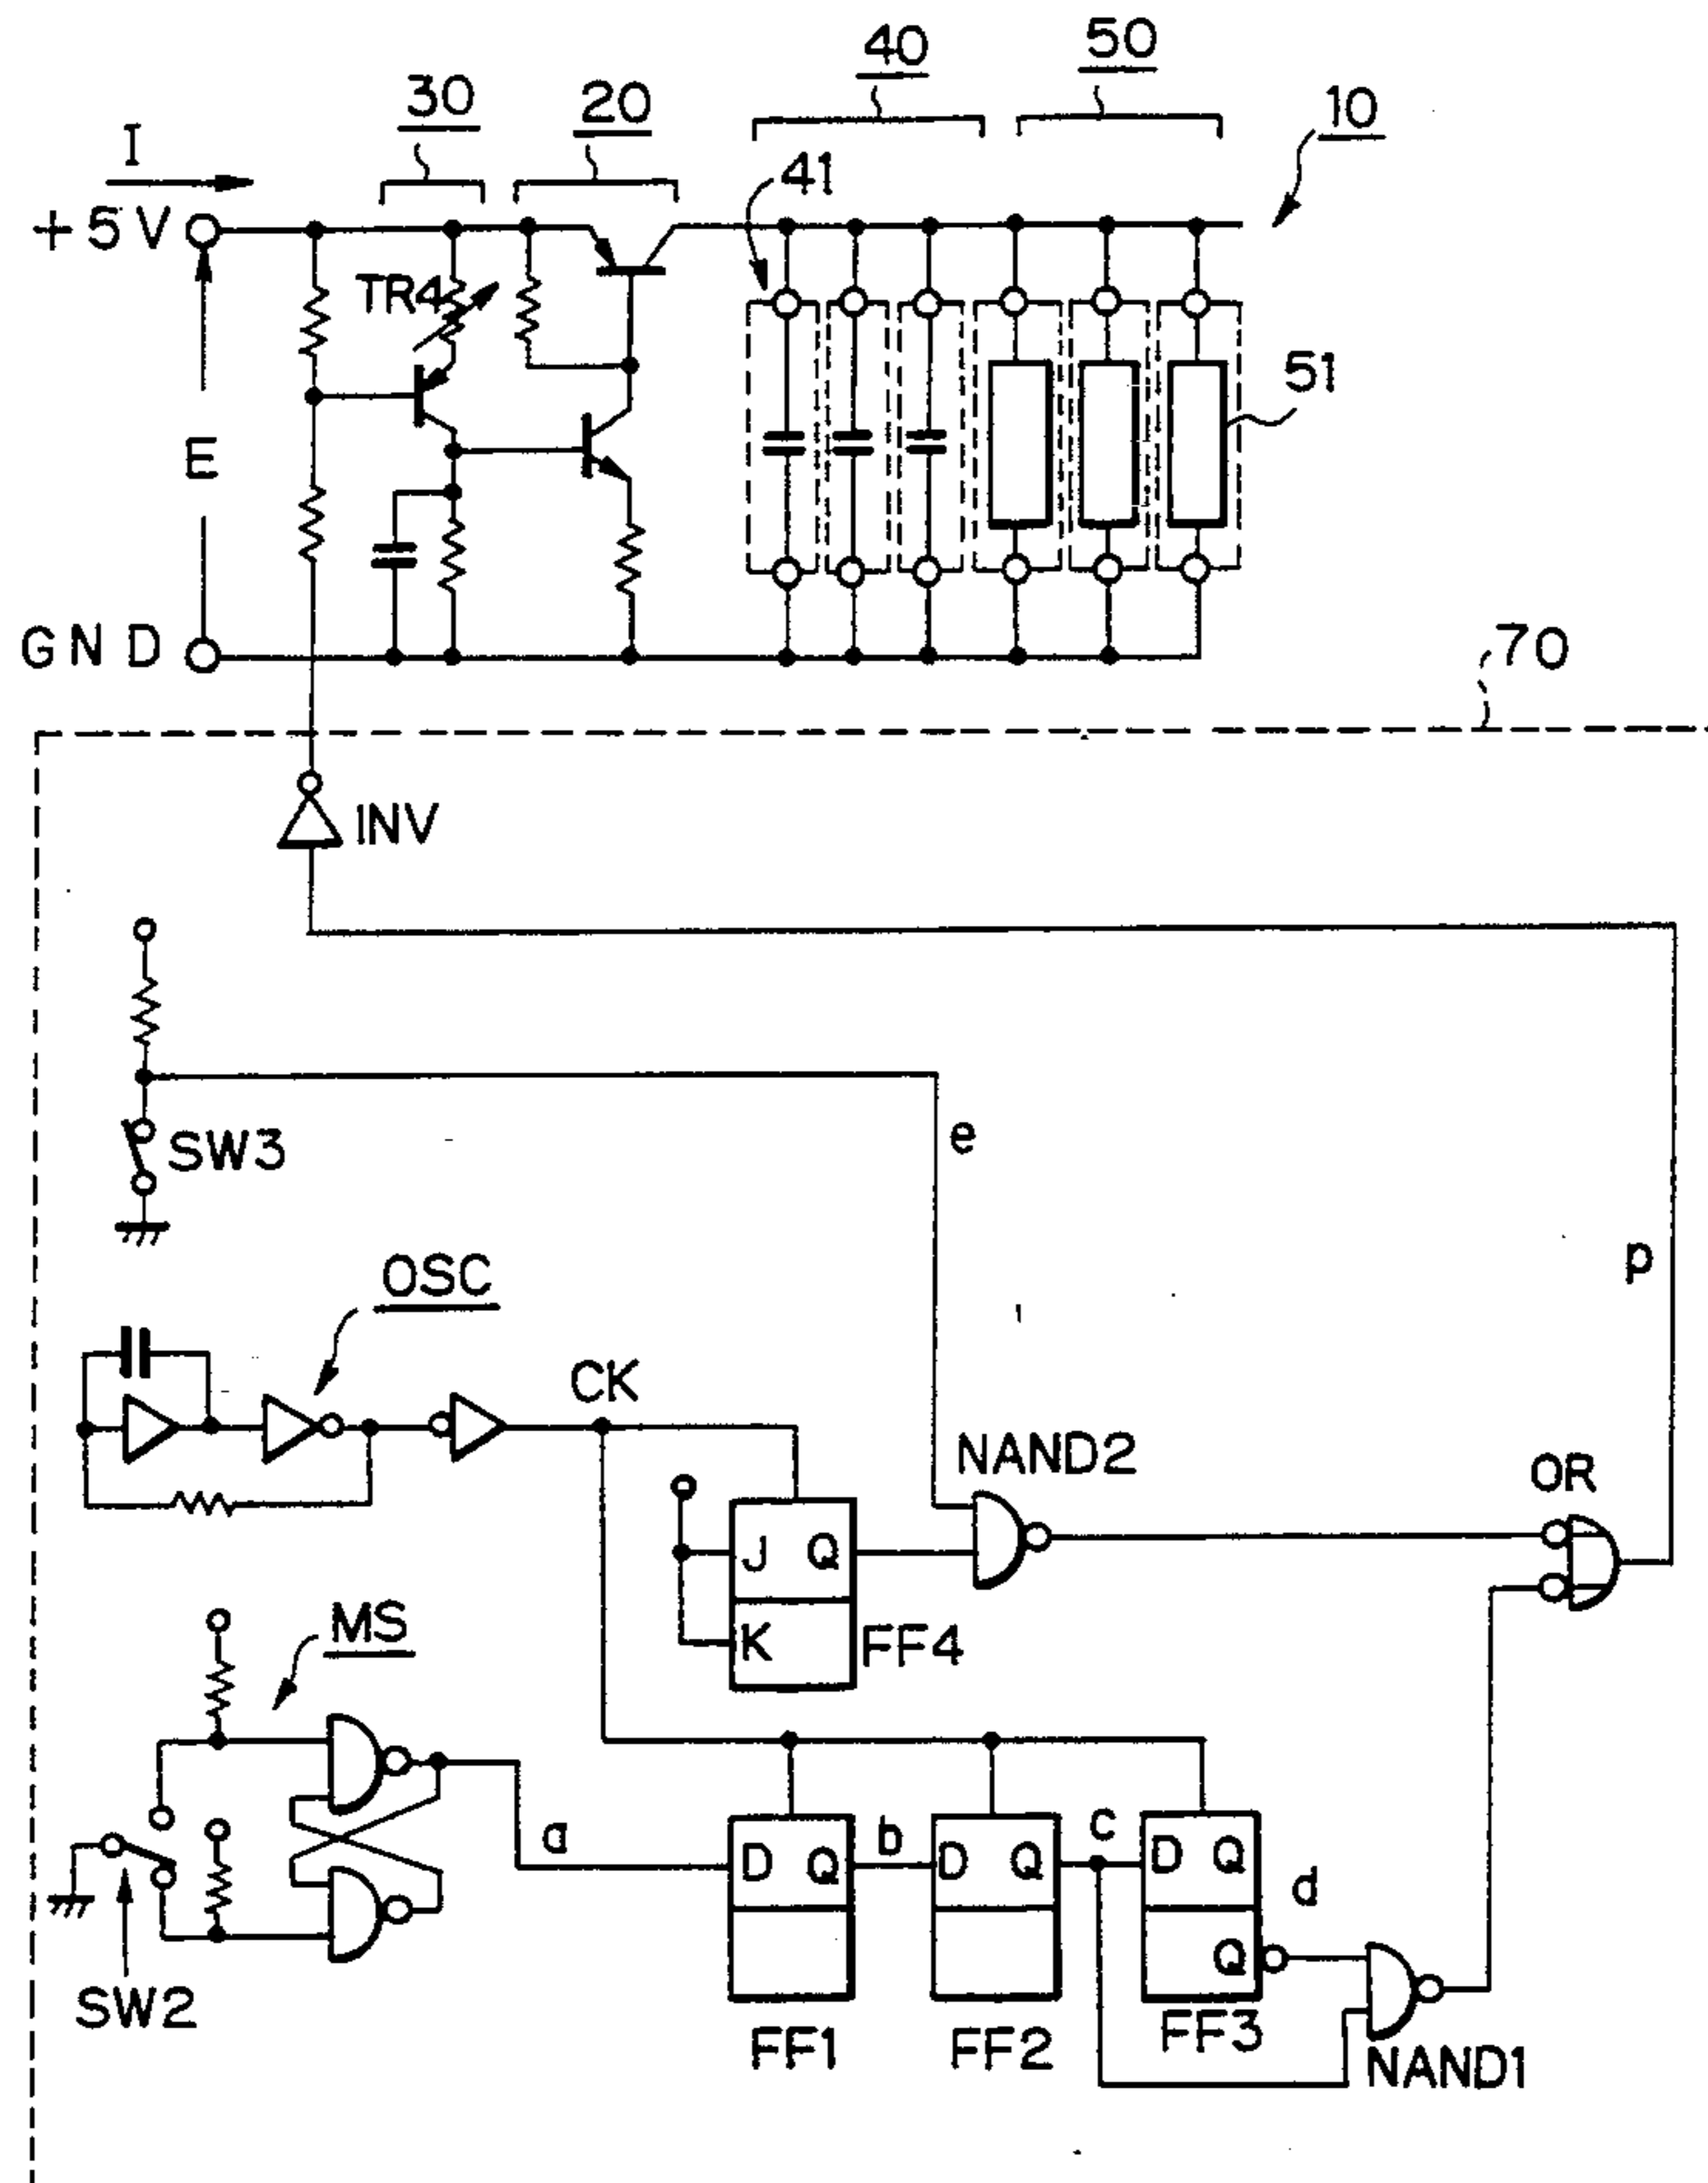 40
50
30
20
10
I
41
+5V
TR4
51
E
GND
70
INV
SW3
e
p
OSC
CK
NAND2
OR
J Q
K
FF4
MS
a
D Q
b
D Q
c
D Q
d
Q
SW2
FF1
FF2
FF3
NAND1